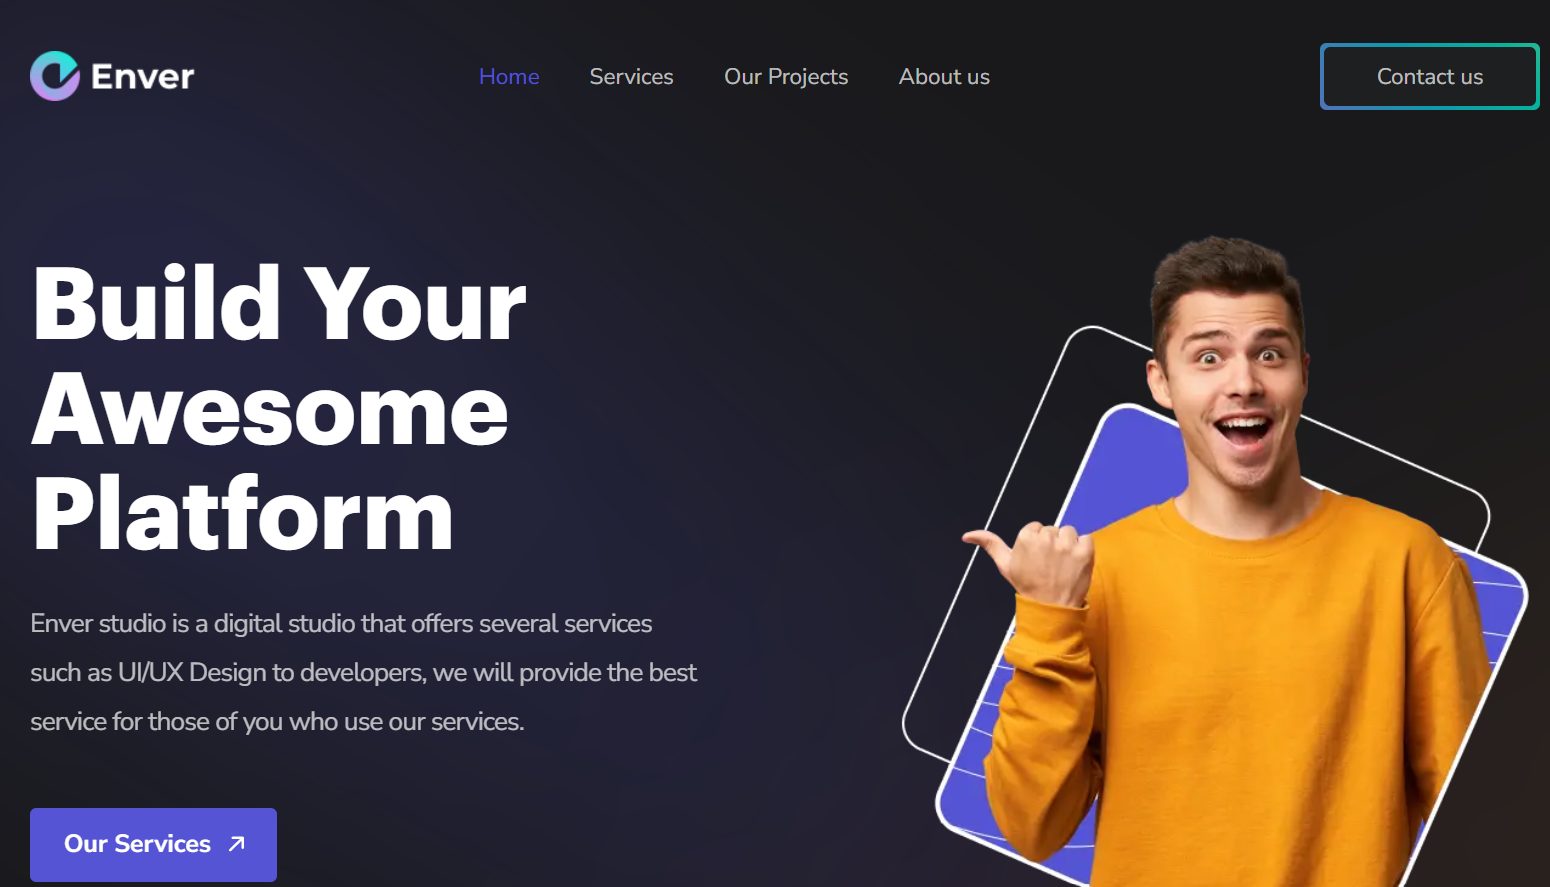 Enver
Home
Services
Our Projects
About us
Contact us
Build Your
Awesome
Platform
Enver studio is a digital studio that offers several services
such as UI/UX Design to developers, we will provide the best
service for those of you who use our services.
Our Services